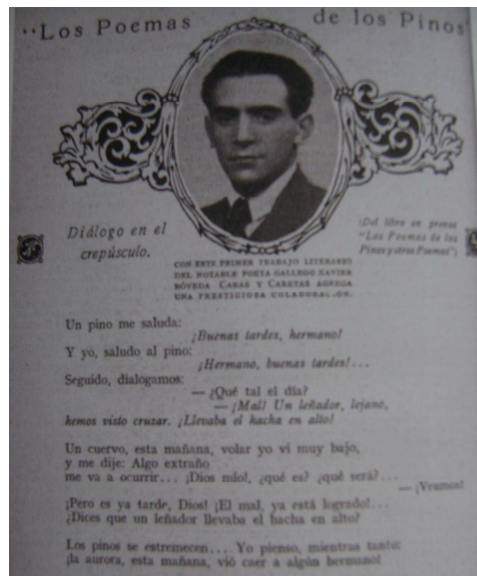 "Los Poemas de los Pinos"
Diálogo en el
crepúsculo.
(Del libro en prensa
"Los Poemas de los
Pinos y otros Poemas")
CON ESTE PRIMER TRABAJO LITERARIO
DEL NOTABLE POETA GALLEGO XAVIER
BÓVEDA CARAS Y CARETAS AGREGA
UNA PRESTIGIOSA COLABORACIÓN.
Un pino me saluda:
¡Buenas tardes, hermano!
Y yo, saludo al pino:
¡Hermano, buenas tardes!...
Seguido, dialogamos:
— ¿Qué tal el día?
— ¡Mal! Un leñador, lejano,
hemos visto cruzar. ¡Llevaba el hacha en alto!
Un cuervo, esta mañana, volar yo ví muy bajo,
y me dije: Algo extraño
me va a ocurrir... ¡Dios mío!, ¿qué es? ¿qué será?...
— ¡Veamos!
¡Pero es ya tarde, Dios! ¡El mal, ya está logrado!...
¿Dices que un leñador llevaba el hacha en alto?
Los pinos se estremecen... Yo pienso, mientras tanto:
¡la aurora, esta mañana, vió caer a algún hermano!